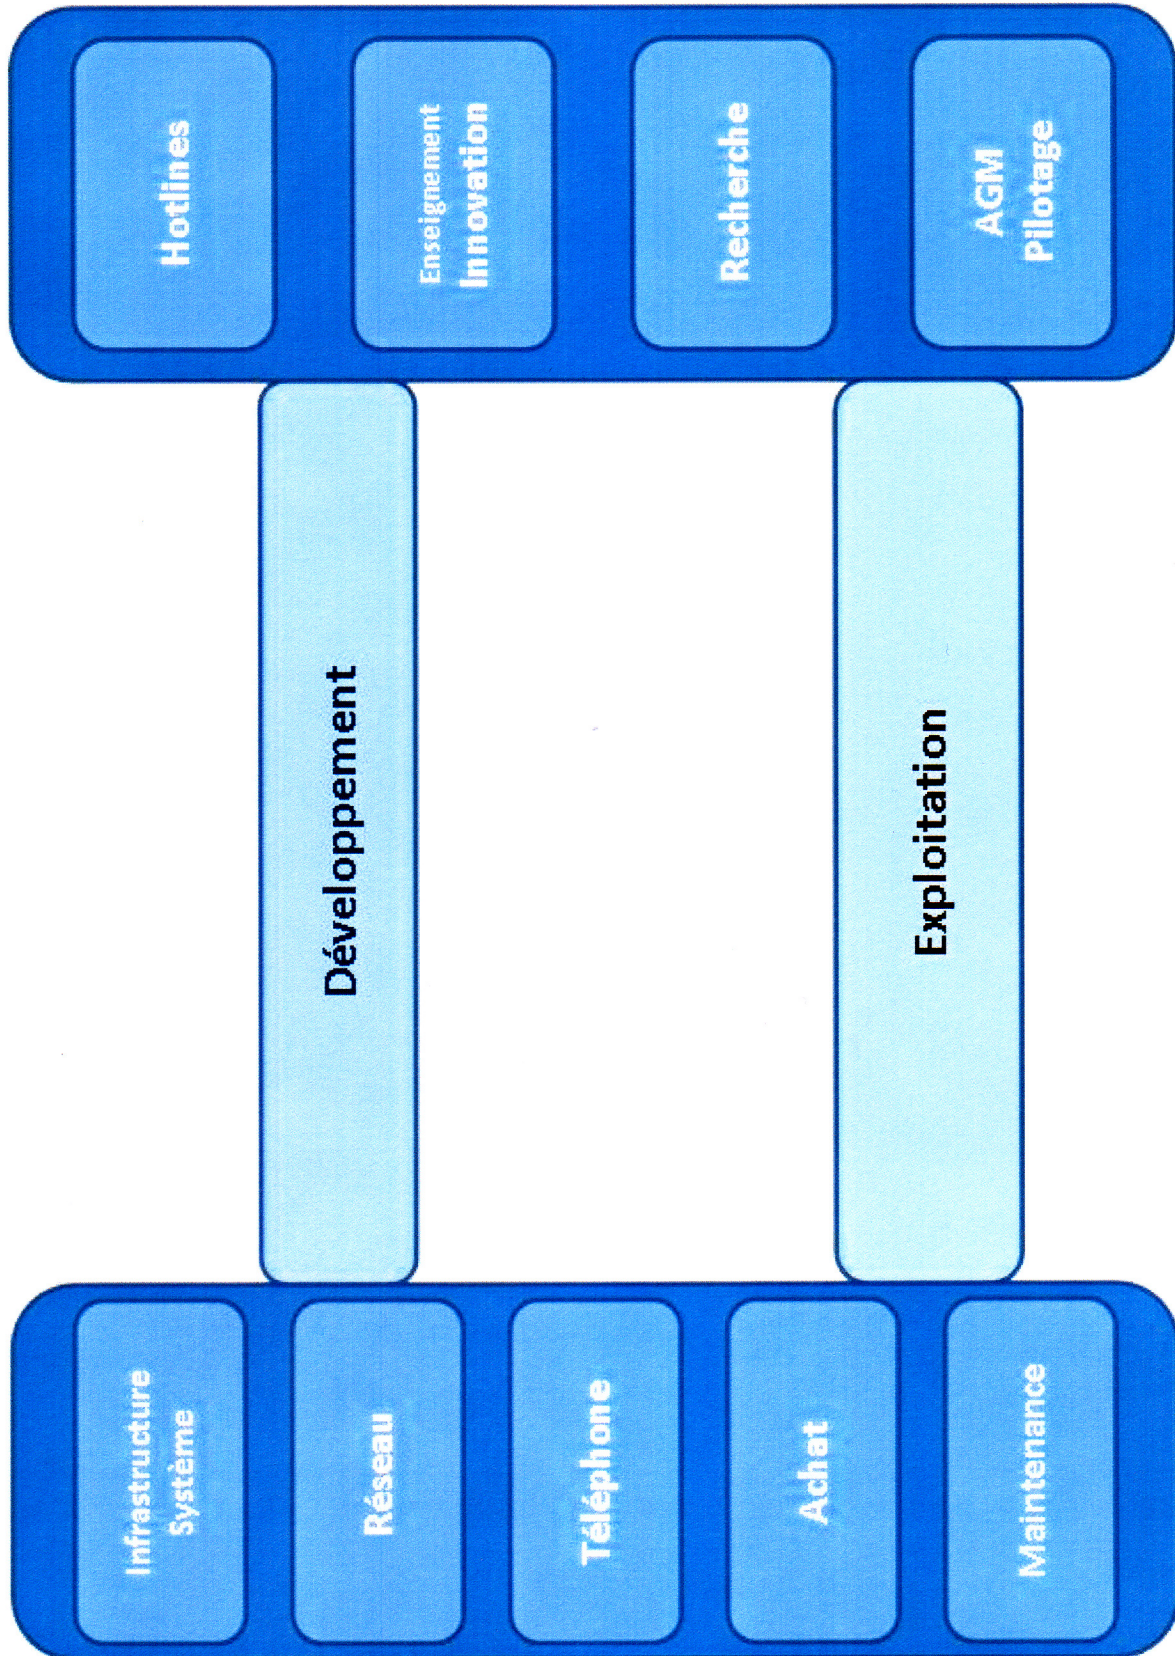 Infrastructure
Système
Réseau
Téléphone
Achat
Maintenance
Développement
Exploitation
Hotlines
Enseignement
Innovation
Recherche
AGM
Pilotage